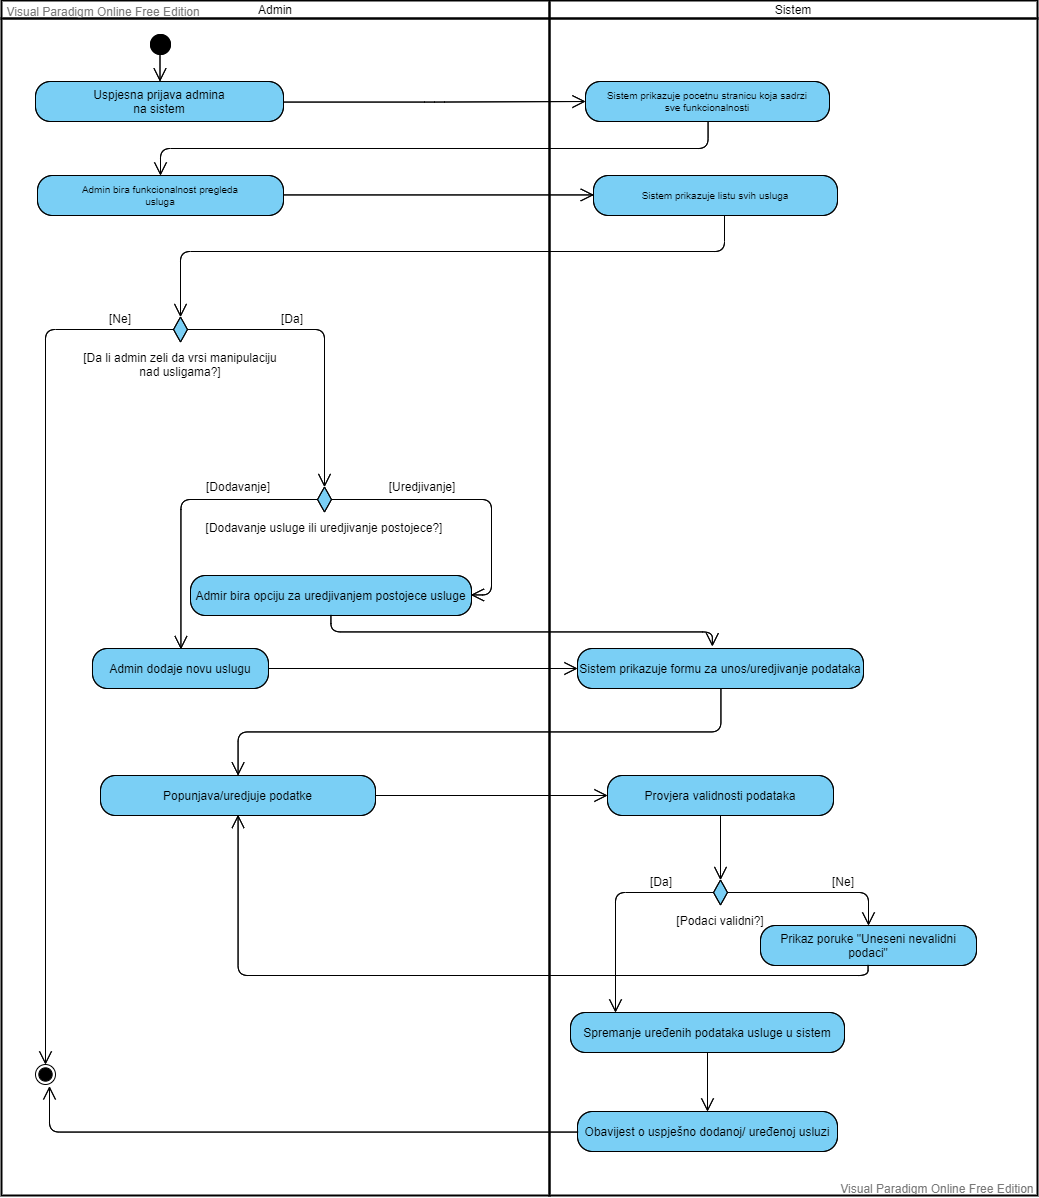 Visual Paradigm Online Free Edition
Admin
Sistem
Uspjesna prijava admina
na sistem
Sistem prikazuje pocetnu stranicu koja sadrzi
sve funkcionalnosti
Admin bira funkcionalnost pregleda
usluga
Sistem prikazuje listu svih usluga
[Ne]
[Da]
[Da li admin zeli da vrsi manipulaciju
nad usligama?]
[Dodavanje]
[Uredjivanje]
[Dodavanje usluge ili uredjivanje postojece?]
Admir bira opciju za uredjivanjem postojece usluge
Admin dodaje novu uslugu
Sistem prikazuje formu za unos/uredjivanje podataka
Popunjava/uredjuje podatke
Provjera validnosti podataka
[Da]
[Ne]
[Podaci validni?]
Prikaz poruke "Uneseni nevalidni
podaci"
Spremanje uređenih podataka usluge u sistem
Obavijest o uspješno dodanoj/ uređenoj usluzi
Visual Paradigm Online Free Edition